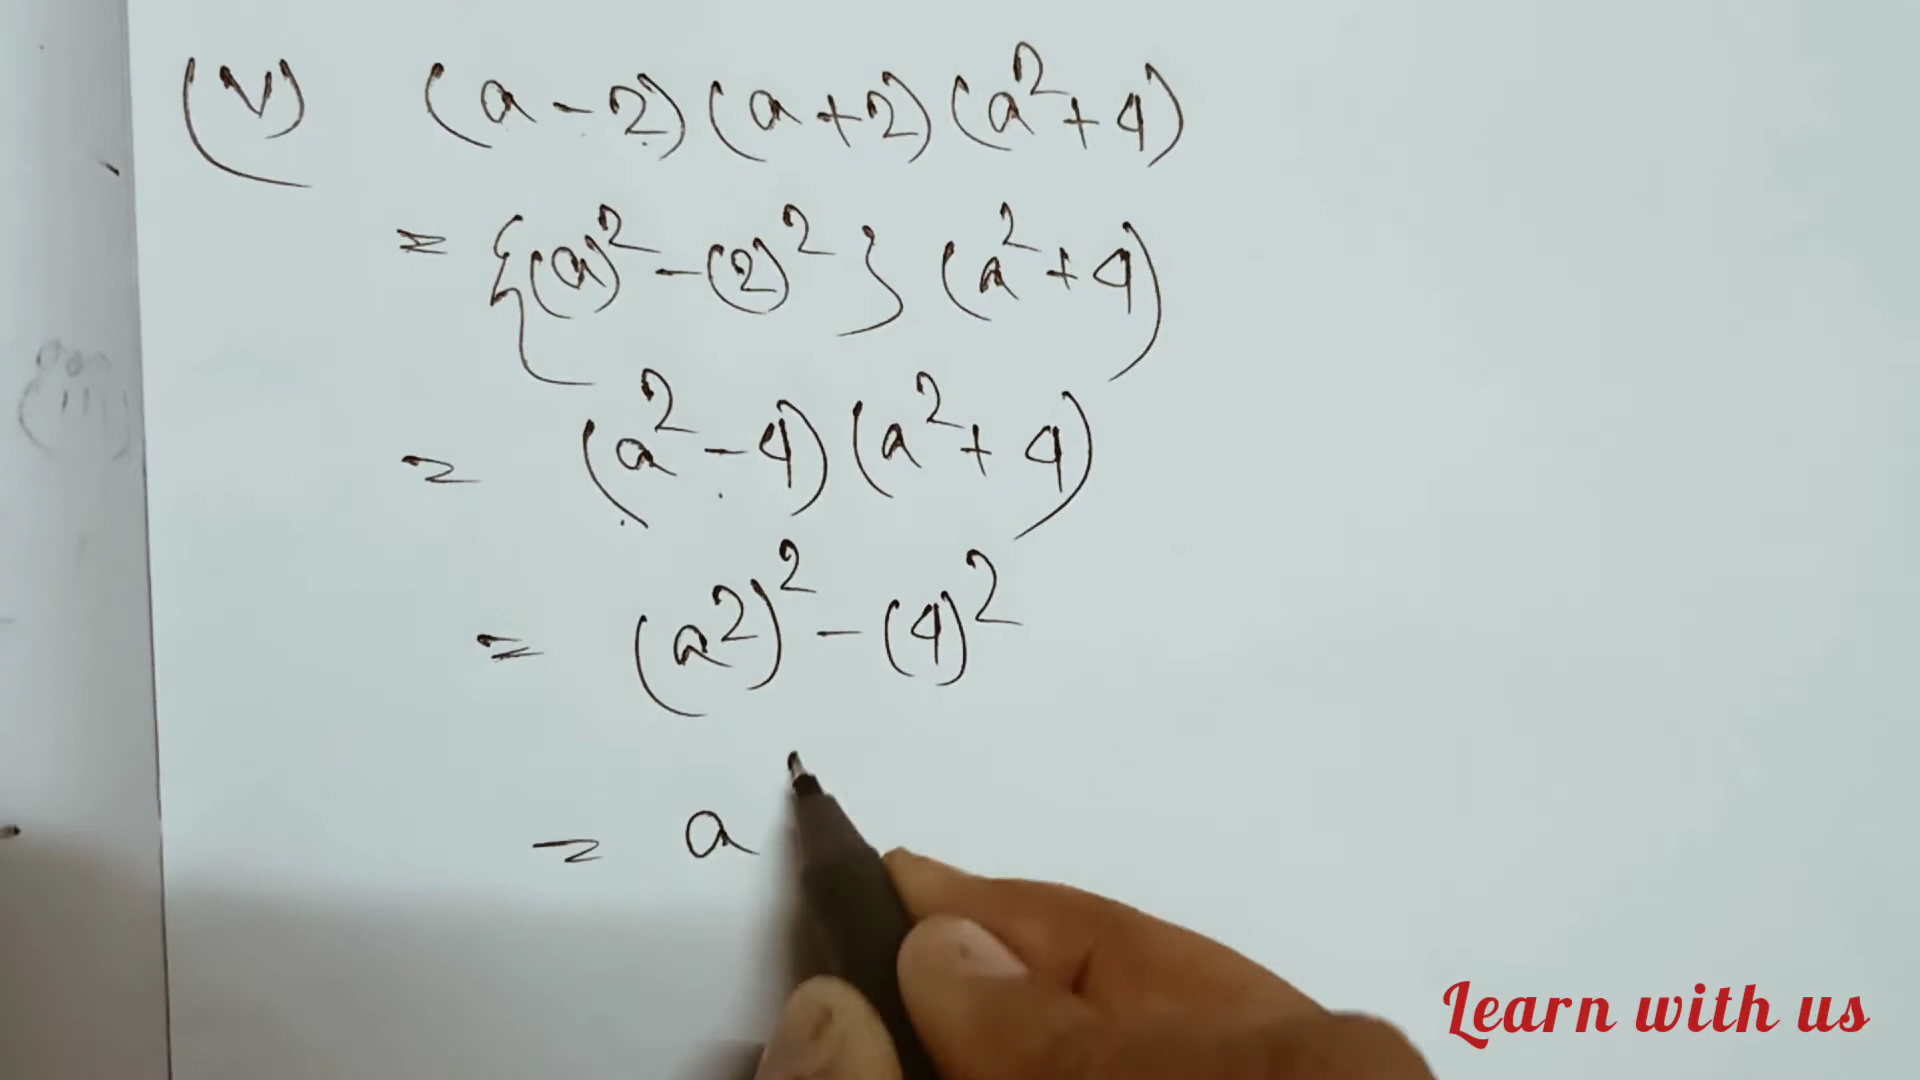 (v) (a-2)(a+2)(a²+4)
= {(a)²-(2)²} (a²+4)
= (a²-4)(a²+4)
= (a²)²-(4)²
= a
Learn with us